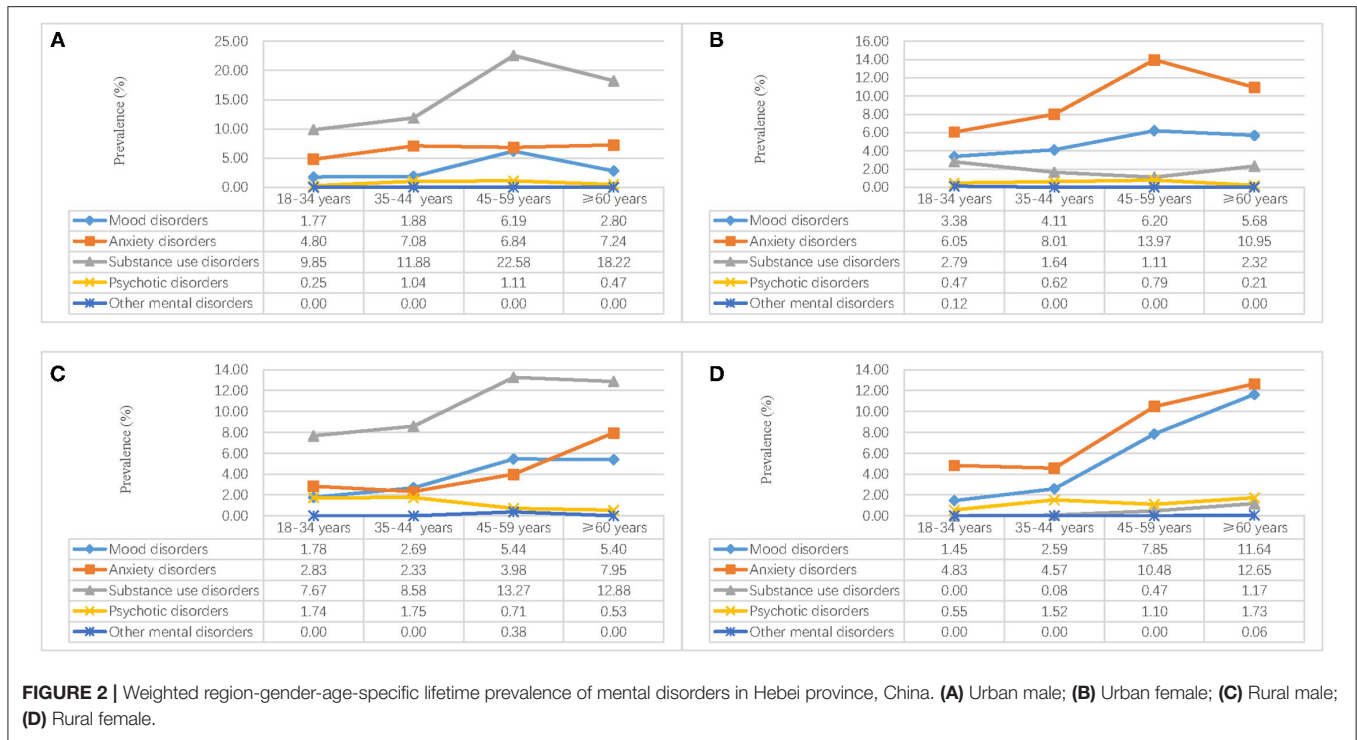 A
Prevalence (%)
25.00
20.00
15.00
10.00
5.00
0.00
18-34 years 35-44 years 45-59 years ≥60 years
Mood disorders 1.77 1.88 6.19 2.80
Anxiety disorders 4.80 7.08 6.84 7.24
Substance use disorders 9.85 11.88 22.58 18.22
Psychotic disorders 0.25 1.04 1.11 0.47
Other mental disorders 0.00 0.00 0.00 0.00
B
Prevalence (%)
16.00
14.00
12.00
10.00
8.00
6.00
4.00
2.00
0.00
18-34 years 35-44 years 45-59 years ≥60 years
Mood disorders 3.38 4.11 6.20 5.68
Anxiety disorders 6.05 8.01 13.97 10.95
Substance use disorders 2.79 1.64 1.11 2.32
Psychotic disorders 0.47 0.62 0.79 0.21
Other mental disorders 0.12 0.00 0.00 0.00
C
Prevalence (%)
14.00
12.00
10.00
8.00
6.00
4.00
2.00
0.00
18-34 years 35-44 years 45-59 years ≥60 years
Mood disorders 1.78 2.69 5.44 5.40
Anxiety disorders 2.83 2.33 3.98 7.95
Substance use disorders 7.67 8.58 13.27 12.88
Psychotic disorders 1.74 1.75 0.71 0.53
Other mental disorders 0.00 0.00 0.38 0.00
D
Prevalence (%)
14.00
12.00
10.00
8.00
6.00
4.00
2.00
0.00
18-34 years 35-44 years 45-59 years ≥60 years
Mood disorders 1.45 2.59 7.85 11.64
Anxiety disorders 4.83 4.57 10.48 12.65
Substance use disorders 0.00 0.08 0.47 1.17
Psychotic disorders 0.55 1.52 1.10 1.73
Other mental disorders 0.00 0.00 0.00 0.06
FIGURE 2 | Weighted region-gender-age-specific lifetime prevalence of mental disorders in Hebei province, China. (A) Urban male; (B) Urban female; (C) Rural male;
(D) Rural female.